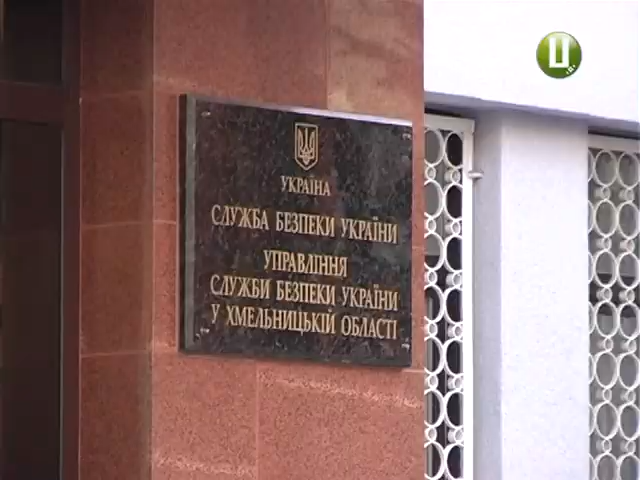 Ц
УКРАЇНА
СЛУЖБА БЕЗПЕКИ УКРАЇНИ
УПРАВЛІННЯ
СЛУЖБИ БЕЗПЕКИ УКРАЇНИ
У ХМЕЛЬНИЦЬКІЙ ОБЛАСТІ